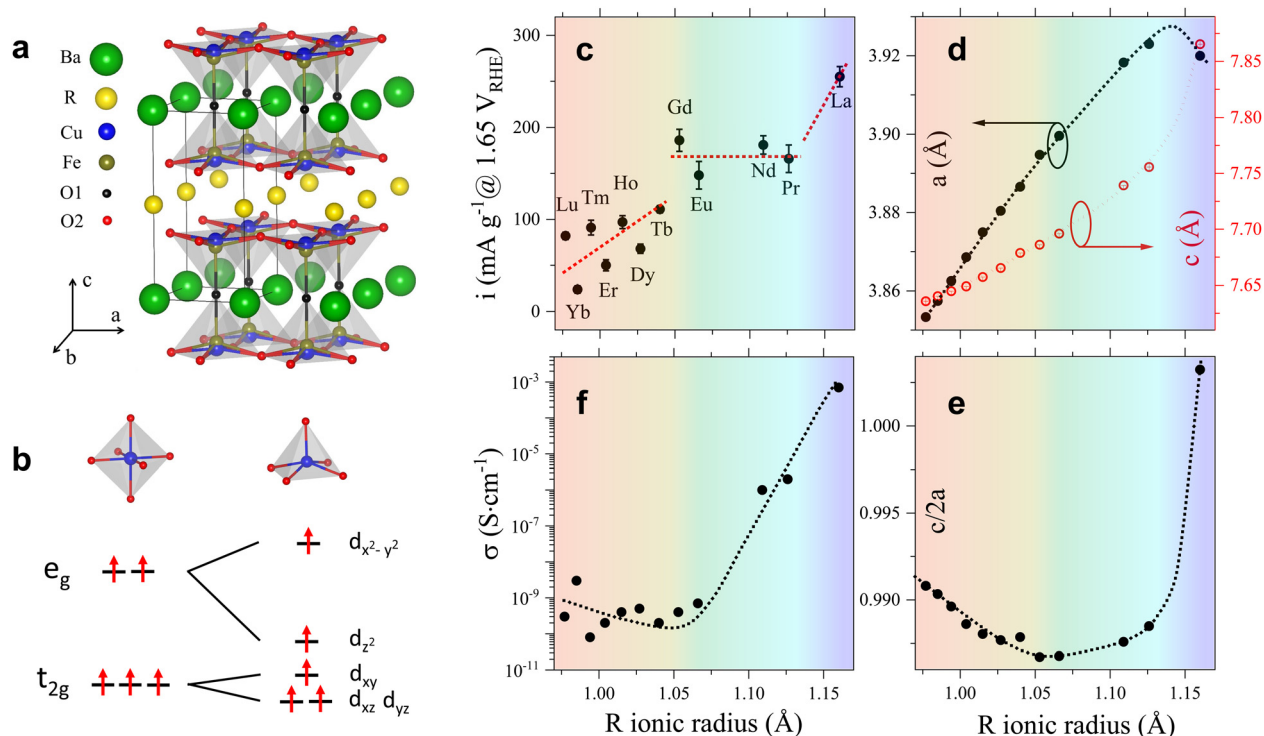 a
Ba
R
Cu
Fe
O1
O2
c
a
b
b
e_g
t_2g
d_x²- y²
d_z²
d_xy
d_xz d_yz
c
i (mA g⁻¹@ 1.65 V_RHE)
300
200
100
0
Lu
Tm
Ho
Gd
Yb
Er
Dy
Tb
Eu
Nd
Pr
La
d
a (Å)
3.92
3.90
3.88
3.86
c (Å)
7.85
7.80
7.75
7.70
7.65
f
σ (S·cm⁻¹)
10⁻³
10⁻⁵
10⁻⁷
10⁻⁹
10⁻¹¹
1.00
1.05
1.10
1.15
R ionic radius (Å)
e
c/2a
1.000
0.995
0.990
1.00
1.05
1.10
1.15
R ionic radius (Å)